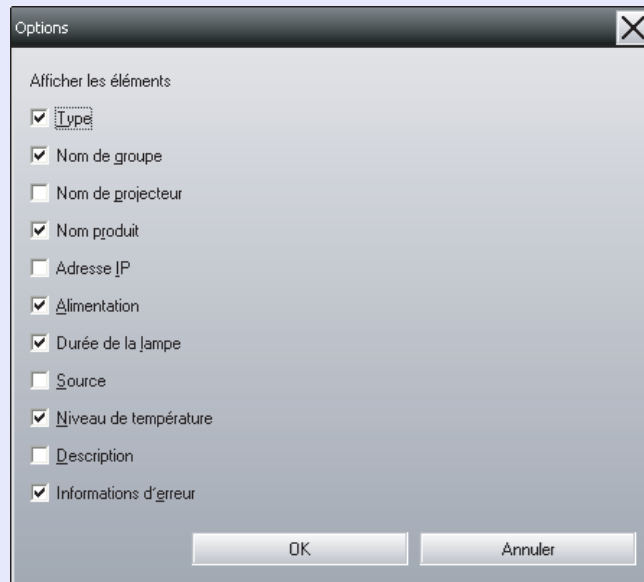 Options
Afficher les éléments
Type
Nom de groupe
Nom de projecteur
Nom produit
Adresse IP
Alimentation
Durée de la lampe
Source
Niveau de température
Description
Informations d'erreur
OK Annuler